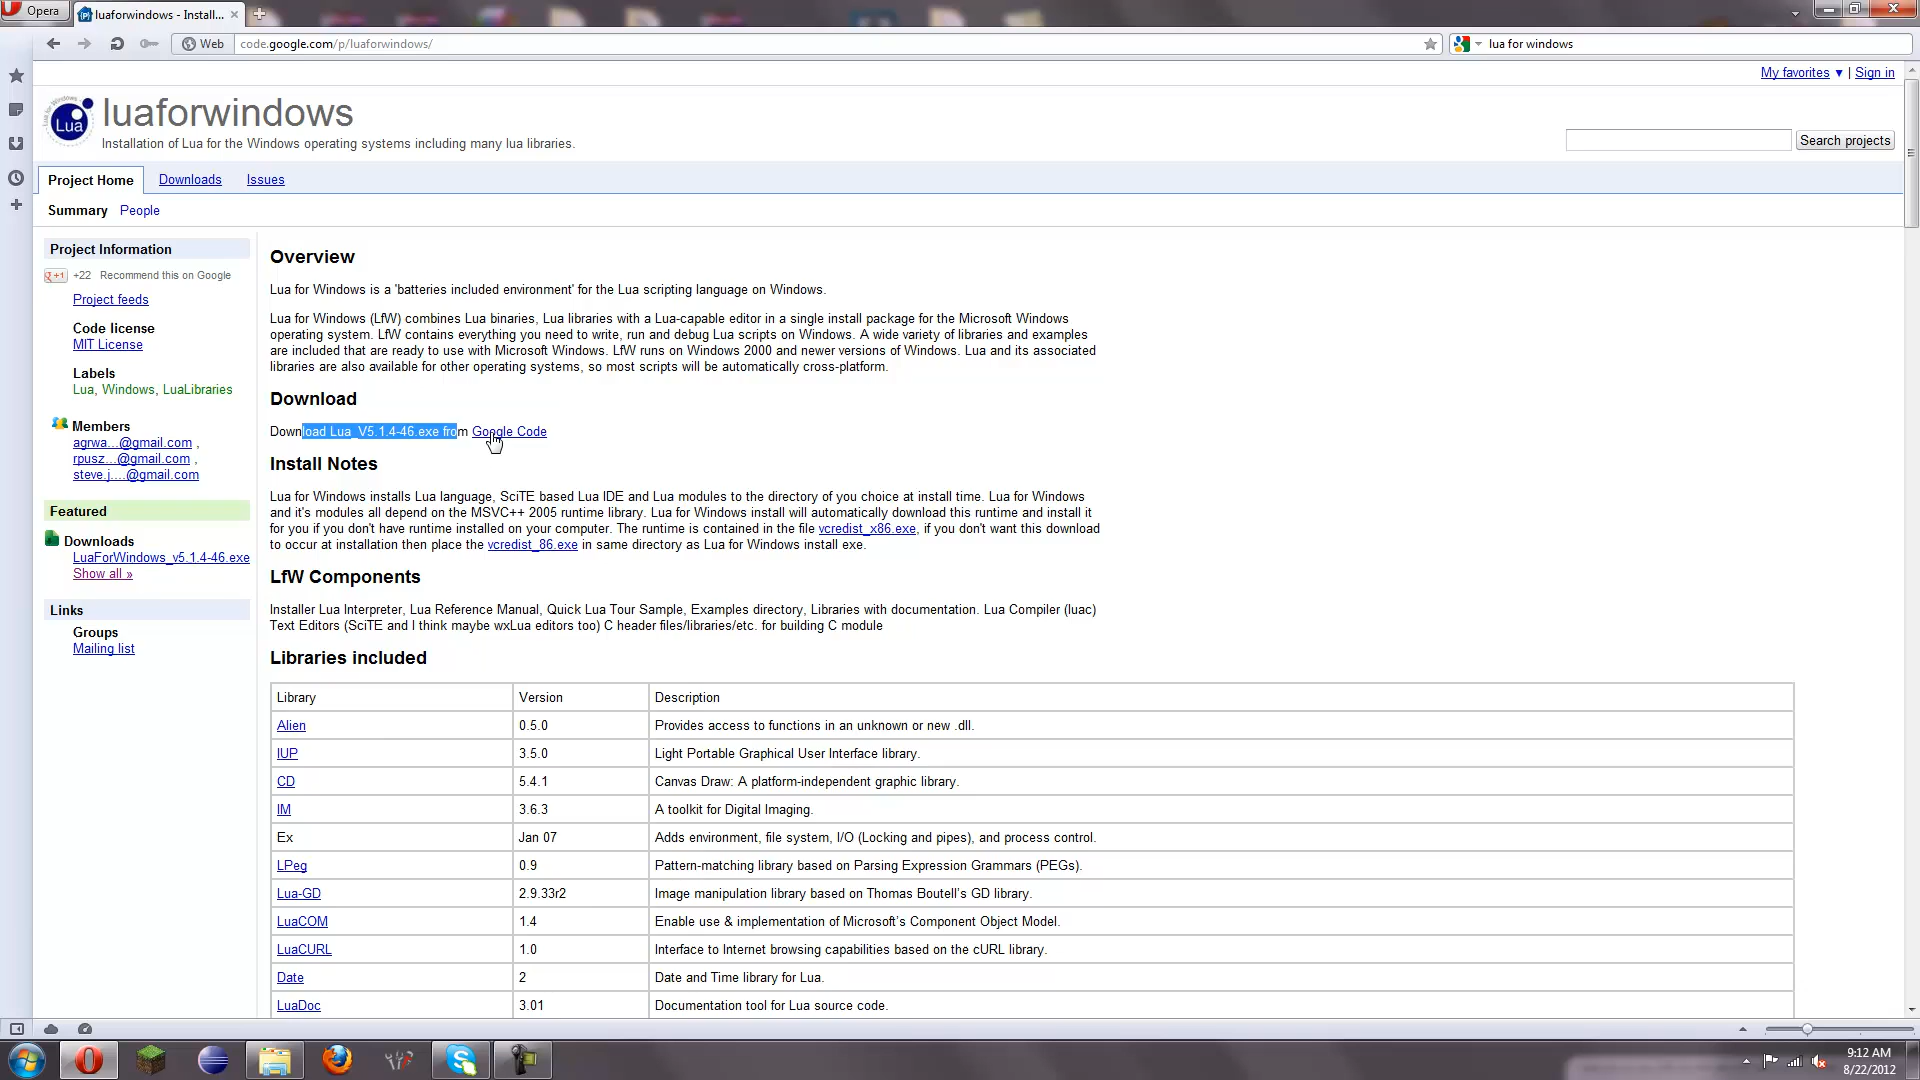 Opera
luaforwindows - Install...
Web
code.google.com/p/luaforwindows/
lua for windows
My favorites ▼ | Sign in
Lua
luaforwindows
Installation of Lua for the Windows operating systems including many lua libraries.
Search projects
Project Home Downloads Issues
Summary People
Project Information
+1 +22 Recommend this on Google
Project feeds
Code license
MIT License
Labels
Lua, Windows, LuaLibraries
Members
agrwa...@gmail.com ,
rpusz...@gmail.com ,
steve.j....@gmail.com
Featured
Downloads
LuaForWindows_v5.1.4-46.exe
Show all »
Links
Groups
Mailing list
Overview
Lua for Windows is a 'batteries included environment' for the Lua scripting language on Windows.
Lua for Windows (LfW) combines Lua binaries, Lua libraries with a Lua-capable editor in a single install package for the Microsoft Windows
operating system. LfW contains everything you need to write, run and debug Lua scripts on Windows. A wide variety of libraries and examples
are included that are ready to use with Microsoft Windows. LfW runs on Windows 2000 and newer versions of Windows. Lua and its associated
libraries are also available for other operating systems, so most scripts will be automatically cross-platform.
Download
Download Lua_V5.1.4-46.exe from Google Code
Install Notes
Lua for Windows installs Lua language, SciTE based Lua IDE and Lua modules to the directory of you choice at install time. Lua for Windows
and it's modules all depend on the MSVC++ 2005 runtime library. Lua for Windows install will automatically download this runtime and install it
for you if you don't have runtime installed on your computer. The runtime is contained in the file vcredist_x86.exe, if you don't want this download
to occur at installation then place the vcredist_86.exe in same directory as Lua for Windows install exe.
LfW Components
Installer Lua Interpreter, Lua Reference Manual, Quick Lua Tour Sample, Examples directory, Libraries with documentation. Lua Compiler (luac)
Text Editors (SciTE and I think maybe wxLua editors too) C header files/libraries/etc. for building C module
Libraries included
Library Version Description
Alien 0.5.0 Provides access to functions in an unknown or new .dll.
IUP 3.5.0 Light Portable Graphical User Interface library.
CD 5.4.1 Canvas Draw: A platform-independent graphic library.
IM 3.6.3 A toolkit for Digital Imaging.
Ex Jan 07 Adds environment, file system, I/O (Locking and pipes), and process control.
LPeg 0.9 Pattern-matching library based on Parsing Expression Grammars (PEGs).
Lua-GD 2.9.33r2 Image manipulation library based on Thomas Boutell's GD library.
LuaCOM 1.4 Enable use & implementation of Microsoft's Component Object Model.
LuaCURL 1.0 Interface to Internet browsing capabilities based on the cURL library.
Date 2 Date and Time library for Lua.
LuaDoc 3.01 Documentation tool for Lua source code.
9:12 AM
8/22/2012